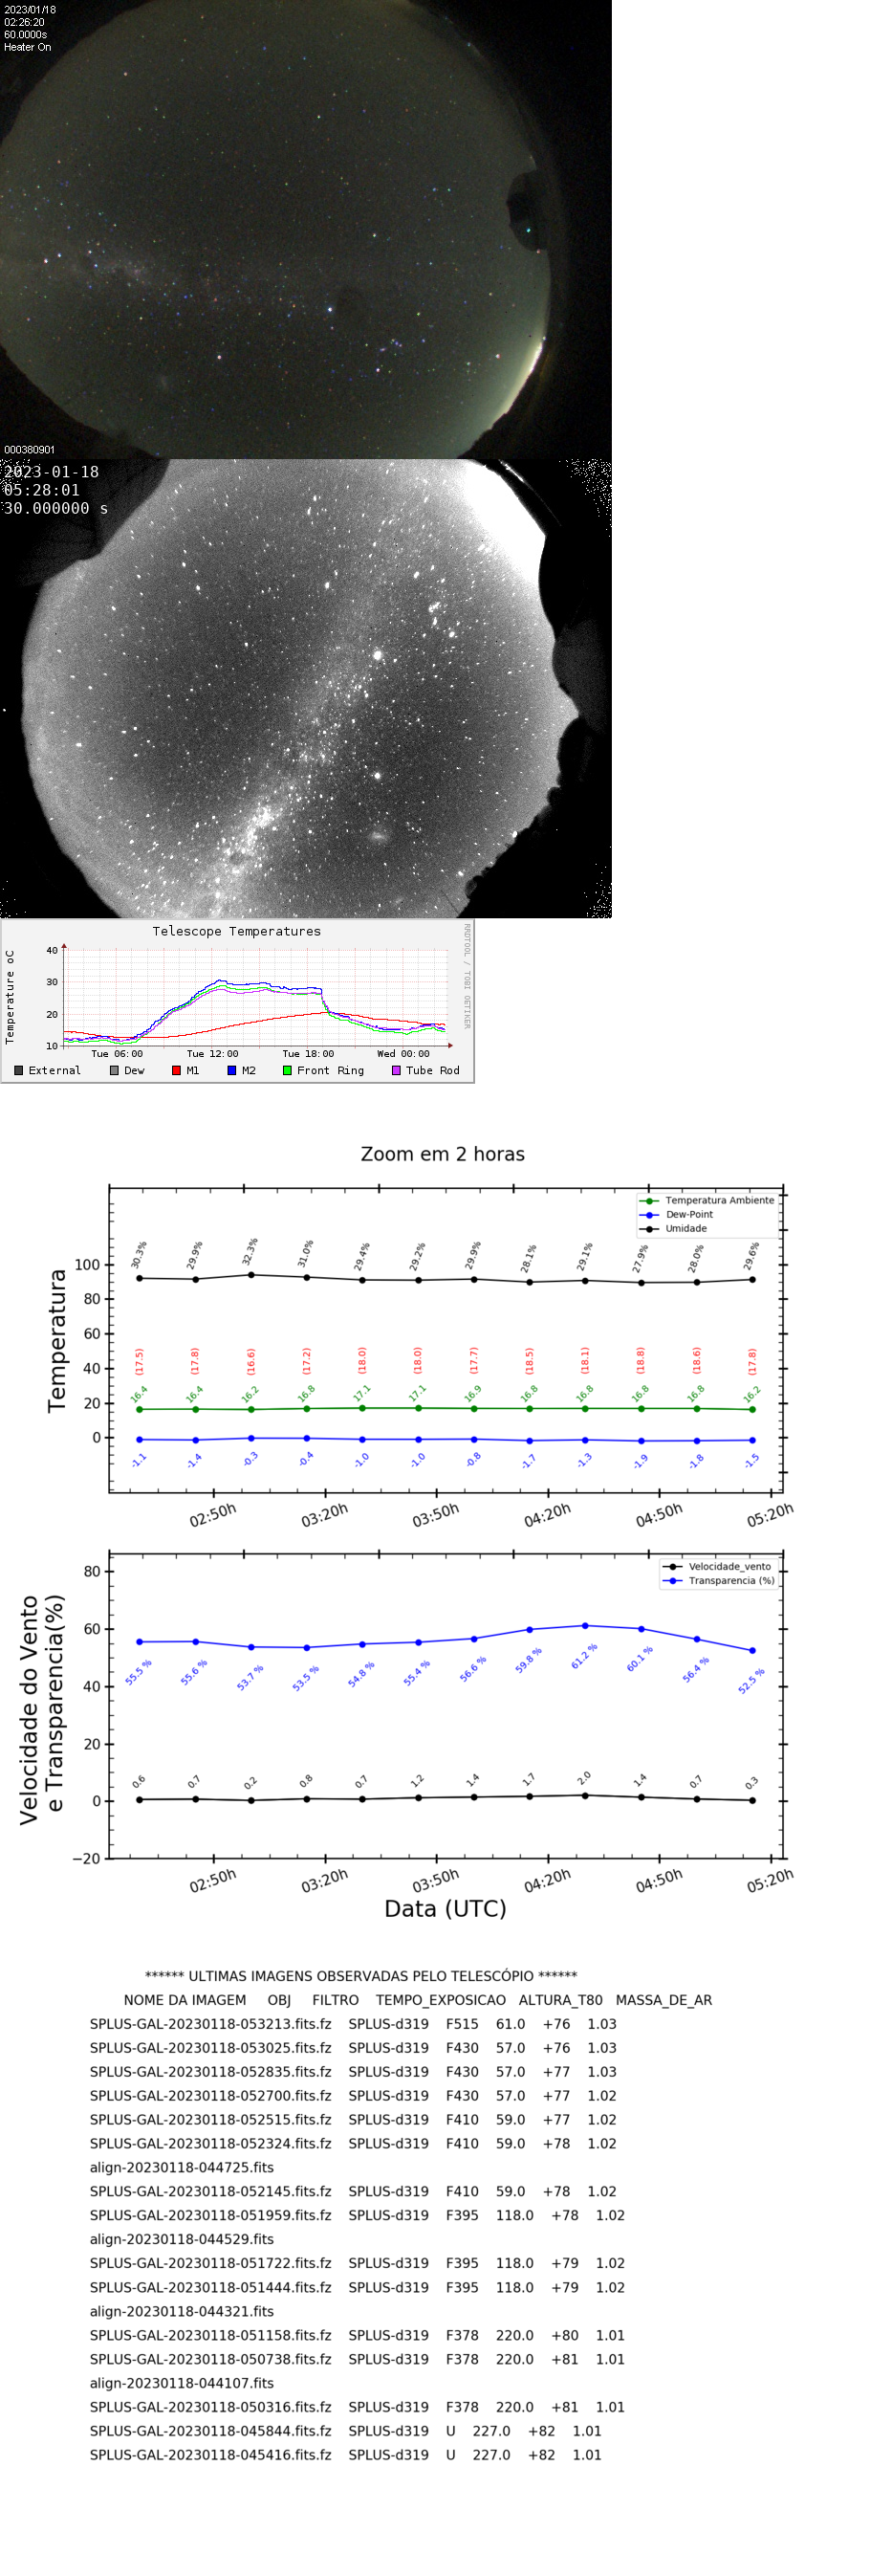 2023/01/18
02:26:20
60.0000s
Heater On
000380901
2023-01-18
05:28:01
30.000000 s
Telescope Temperatures
RRDTOOL / TOBI OETIKER
Temperature oC
40
30
20
10
Tue 06:00 Tue 12:00 Tue 18:00 Wed 00:00
External Dew M1 M2 Front Ring Tube Rod
Zoom em 2 horas
Temperatura Ambiente
Dew-Point
Umidade
Temperatura
100
80
60
40
20
0
30.3% 29.9% 32.3% 31.0% 29.4% 29.2% 29.9% 28.1% 29.1% 27.9% 28.0% 29.6%
(17.5) (17.8) (16.6) (17.2) (18.0) (18.0) (17.7) (18.5) (18.1) (18.8) (18.6) (17.8)
16.4 16.4 16.2 16.8 17.1 17.1 16.9 16.8 16.8 16.8 16.8 16.2
-1.1 -1.4 -0.3 -0.4 -1.0 -1.0 -0.8 -1.7 -1.3 -1.9 -1.8 -1.5
02:50h 03:20h 03:50h 04:20h 04:50h 05:20h
Velocidade_vento
Transparencia (%)
Velocidade do Vento
e Transparencia(%)
80
60
40
20
0
−20
55.5 % 55.6 % 53.7 % 53.5 % 54.8 % 55.4 % 56.6 % 59.8 % 61.2 % 60.1 % 56.4 % 52.5 %
0.6 0.7 0.2 0.8 0.7 1.2 1.4 1.7 2.0 1.4 0.7 0.3
02:50h 03:20h 03:50h 04:20h 04:50h 05:20h
Data (UTC)
****** ULTIMAS IMAGENS OBSERVADAS PELO TELESCÓPIO ******
NOME DA IMAGEM OBJ FILTRO TEMPO_EXPOSICAO ALTURA_T80 MASSA_DE_AR
SPLUS-GAL-20230118-053213.fits.fz SPLUS-d319 F515 61.0 +76 1.03
SPLUS-GAL-20230118-053025.fits.fz SPLUS-d319 F430 57.0 +76 1.03
SPLUS-GAL-20230118-052835.fits.fz SPLUS-d319 F430 57.0 +77 1.03
SPLUS-GAL-20230118-052700.fits.fz SPLUS-d319 F430 57.0 +77 1.02
SPLUS-GAL-20230118-052515.fits.fz SPLUS-d319 F410 59.0 +77 1.02
SPLUS-GAL-20230118-052324.fits.fz SPLUS-d319 F410 59.0 +78 1.02
align-20230118-044725.fits
SPLUS-GAL-20230118-052145.fits.fz SPLUS-d319 F410 59.0 +78 1.02
SPLUS-GAL-20230118-051959.fits.fz SPLUS-d319 F395 118.0 +78 1.02
align-20230118-044529.fits
SPLUS-GAL-20230118-051722.fits.fz SPLUS-d319 F395 118.0 +79 1.02
SPLUS-GAL-20230118-051444.fits.fz SPLUS-d319 F395 118.0 +79 1.02
align-20230118-044321.fits
SPLUS-GAL-20230118-051158.fits.fz SPLUS-d319 F378 220.0 +80 1.01
SPLUS-GAL-20230118-050738.fits.fz SPLUS-d319 F378 220.0 +81 1.01
align-20230118-044107.fits
SPLUS-GAL-20230118-050316.fits.fz SPLUS-d319 F378 220.0 +81 1.01
SPLUS-GAL-20230118-045844.fits.fz SPLUS-d319 U 227.0 +82 1.01
SPLUS-GAL-20230118-045416.fits.fz SPLUS-d319 U 227.0 +82 1.01